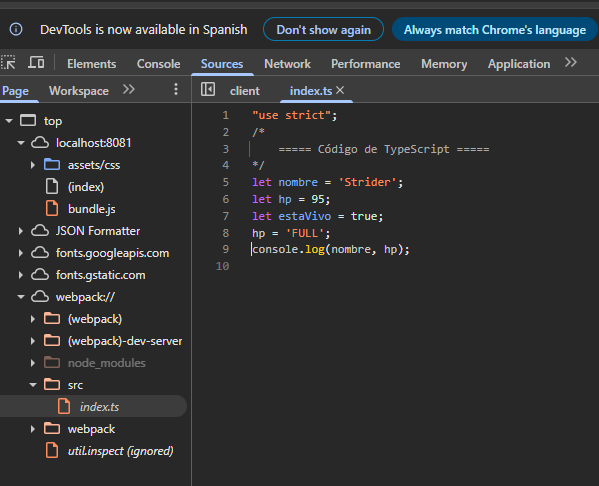 DevTools is now available in Spanish
Don't show again
Always match Chrome's language
Elements
Console
Sources
Network
Performance
Memory
Application
Page
Workspace
client
index.ts
top
localhost:8081
assets/css
(index)
bundle.js
JSON Formatter
fonts.googleapis.com
fonts.gstatic.com
webpack://
(webpack)
(webpack)-dev-server
node_modules
src
index.ts
webpack
util.inspect (ignored)
1 "use strict";
2 /*
3 ===== Código de TypeScript =====
4 */
5 let nombre = 'Strider';
6 let hp = 95;
7 let estaVivo = true;
8 hp = 'FULL';
9 console.log(nombre, hp);
10